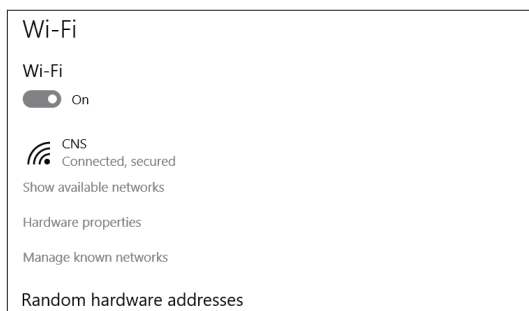 Wi-Fi
Wi-Fi
On
CNS
Connected, secured
Show available networks
Hardware properties
Manage known networks
Random hardware addresses